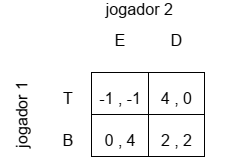 jogador 2
E D
jogador 1
T -1 , -1 4 , 0
B 0 , 4 2 , 2